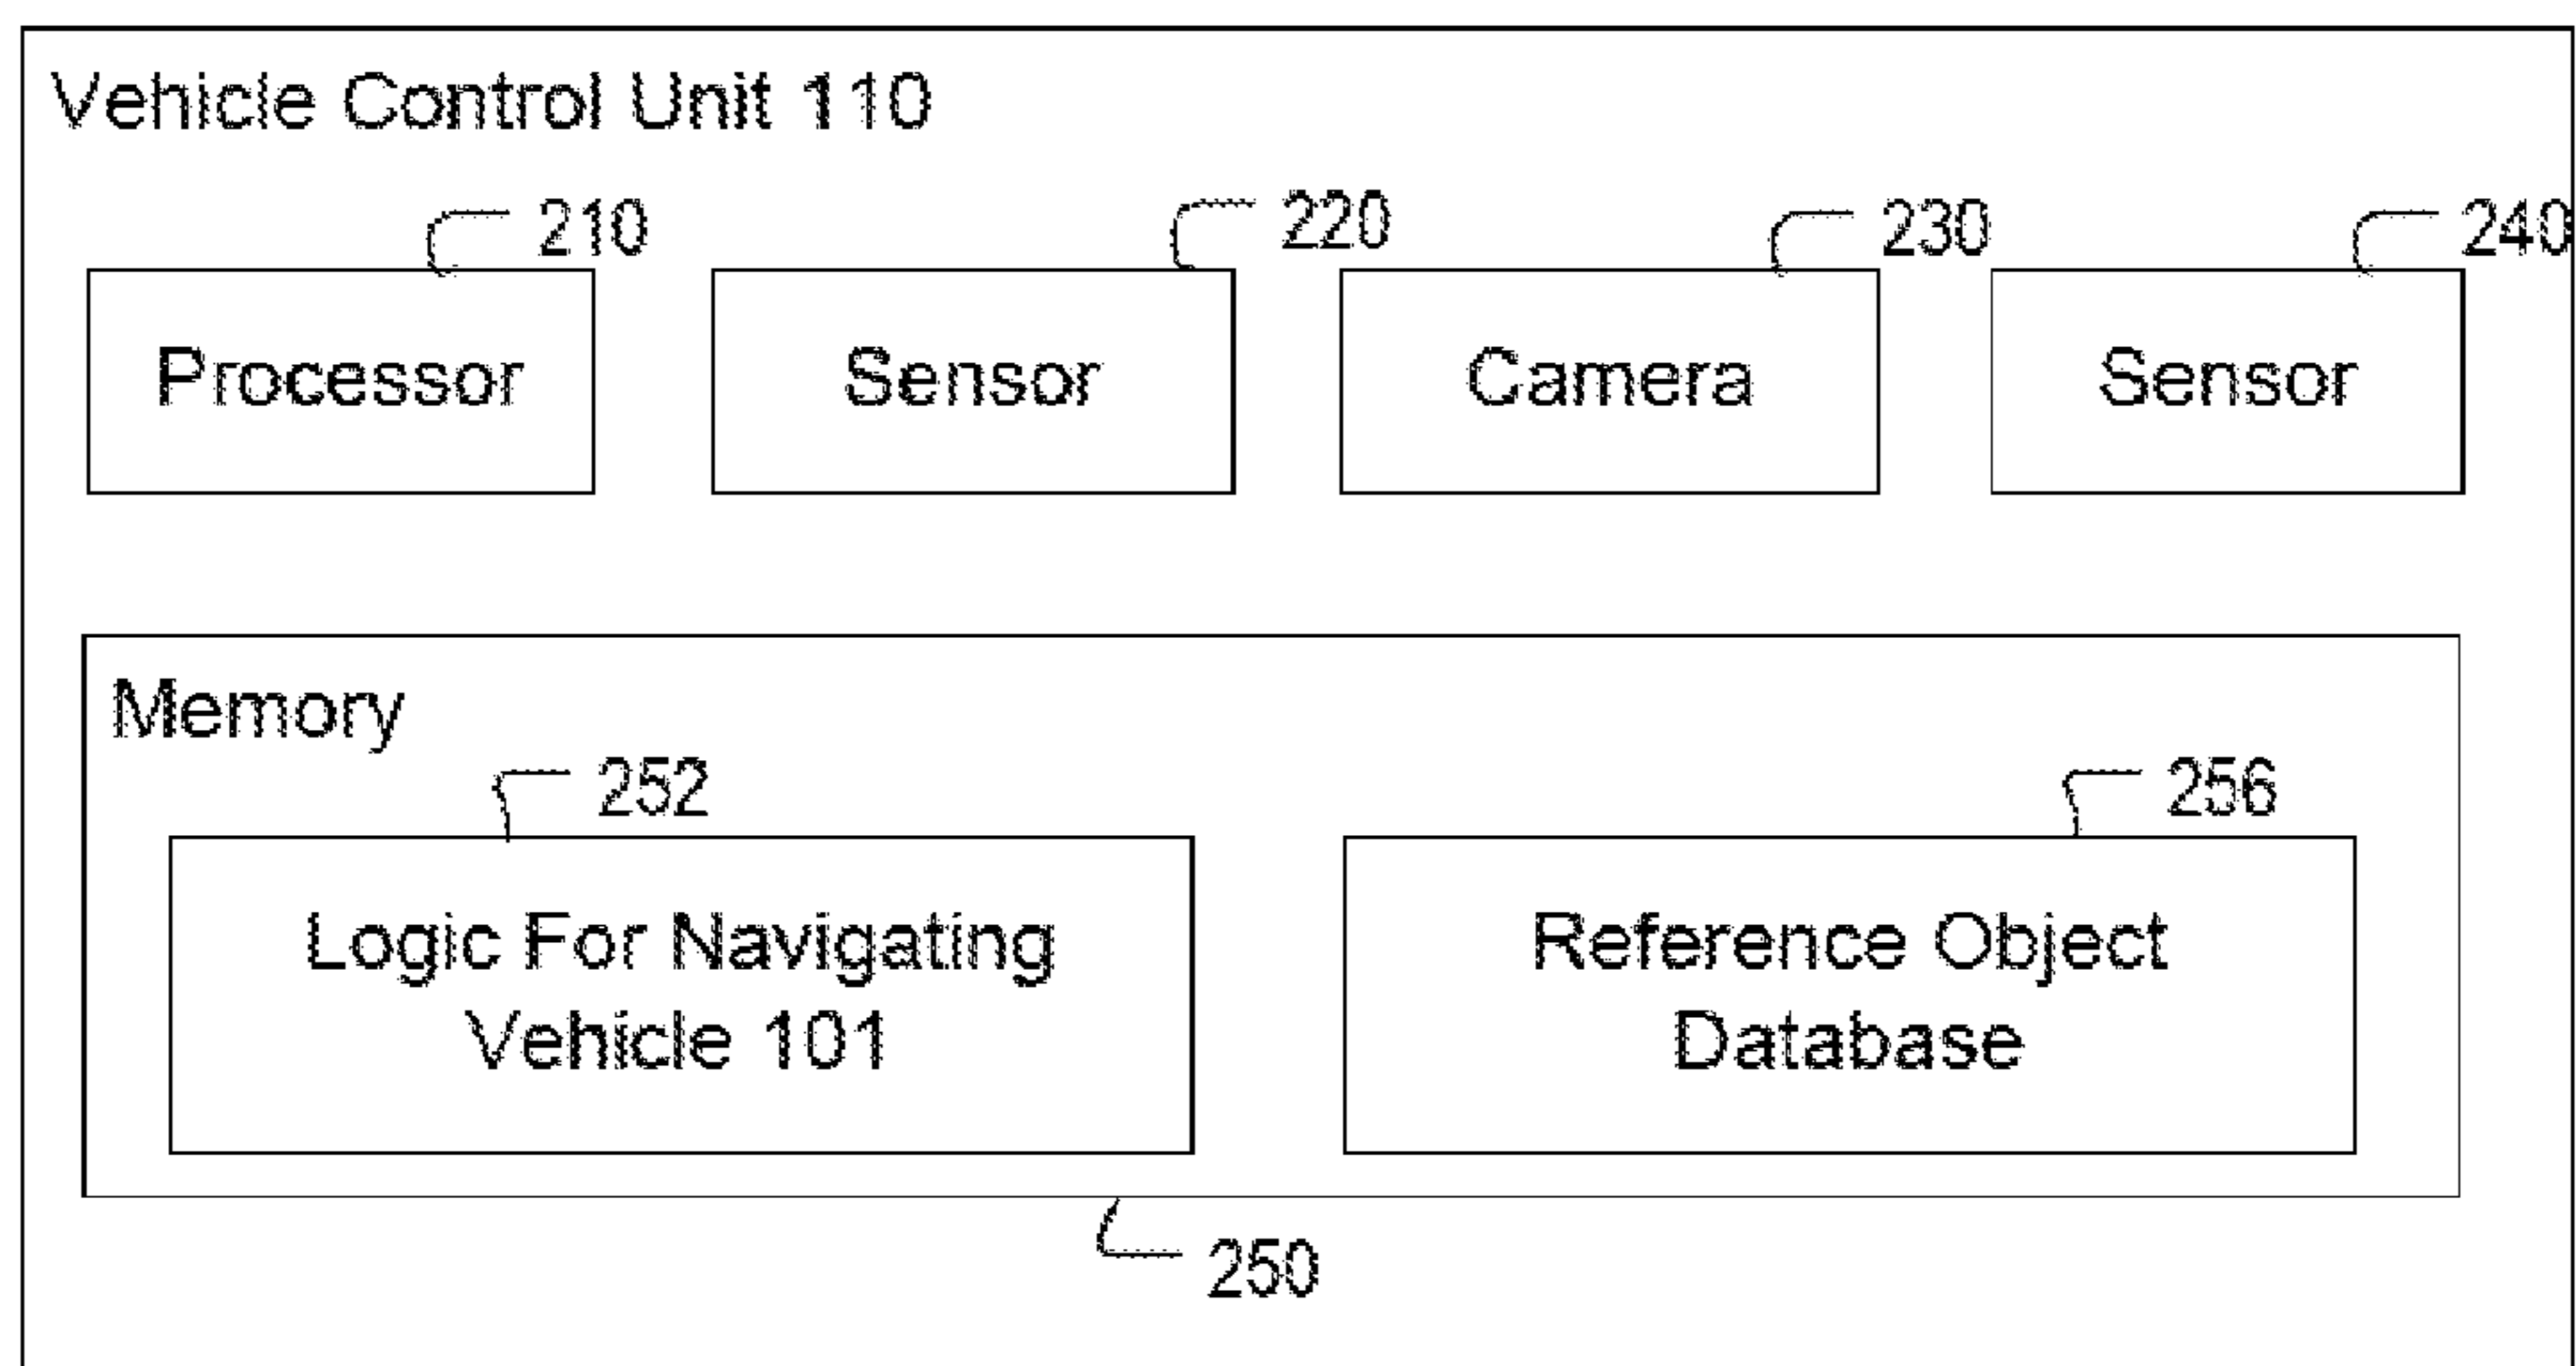 Vehicle Control Unit 110
210
220
230
240
Processor
Sensor
Camera
Sensor
Memory
252
256
Logic For Navigating
Vehicle 101
Reference Object
Database
250